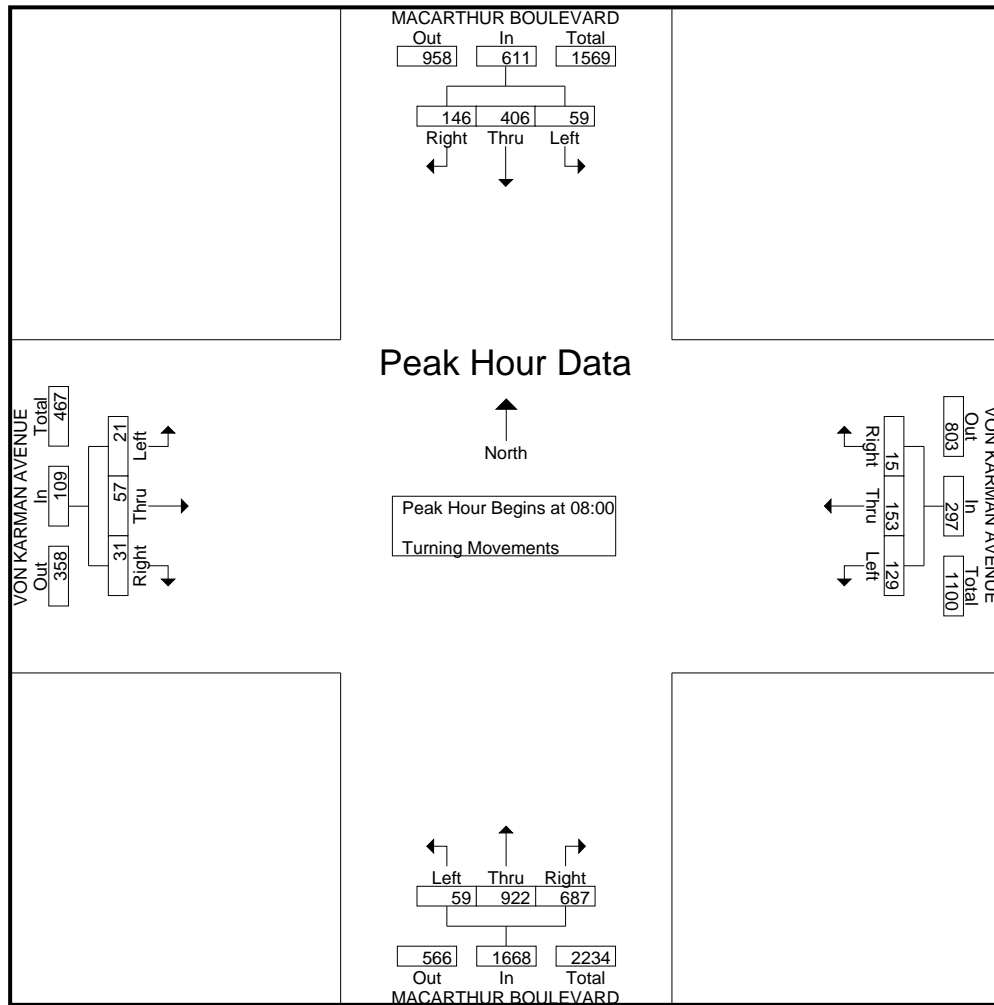 MACARTHUR BOULEVARD
Out In Total
958 611 1569
146 406 59
Right Thru Left
Peak Hour Data
North
Peak Hour Begins at 08:00
Turning Movements
VON KARMAN AVENUE
Out In Total
358 109 467
31 57 21
Right Thru Left
VON KARMAN AVENUE
Out In Total
803 297 1100
15 153 129
Right Thru Left
Left Thru Right
59 922 687
566 1668 2234
Out In Total
MACARTHUR BOULEVARD